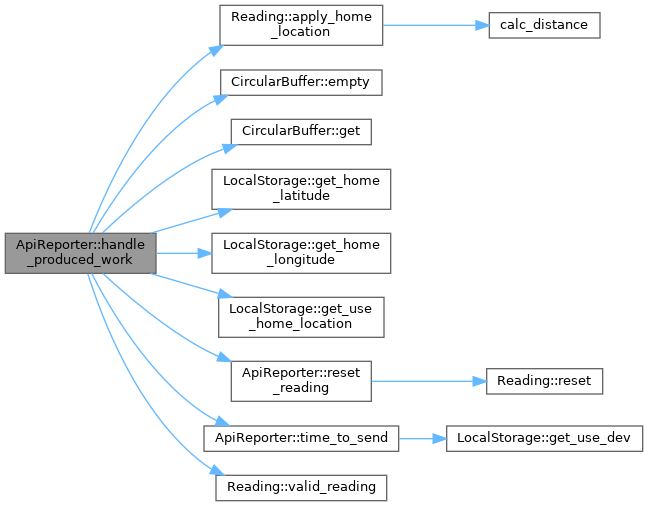 Reading::apply_home
_location
calc_distance
CircularBuffer::empty
CircularBuffer::get
LocalStorage::get_home
_latitude
ApiReporter::handle
_produced_work
LocalStorage::get_home
_longitude
LocalStorage::get_use
_home_location
ApiReporter::reset
_reading
Reading::reset
ApiReporter::time_to_send
LocalStorage::get_use_dev
Reading::valid_reading